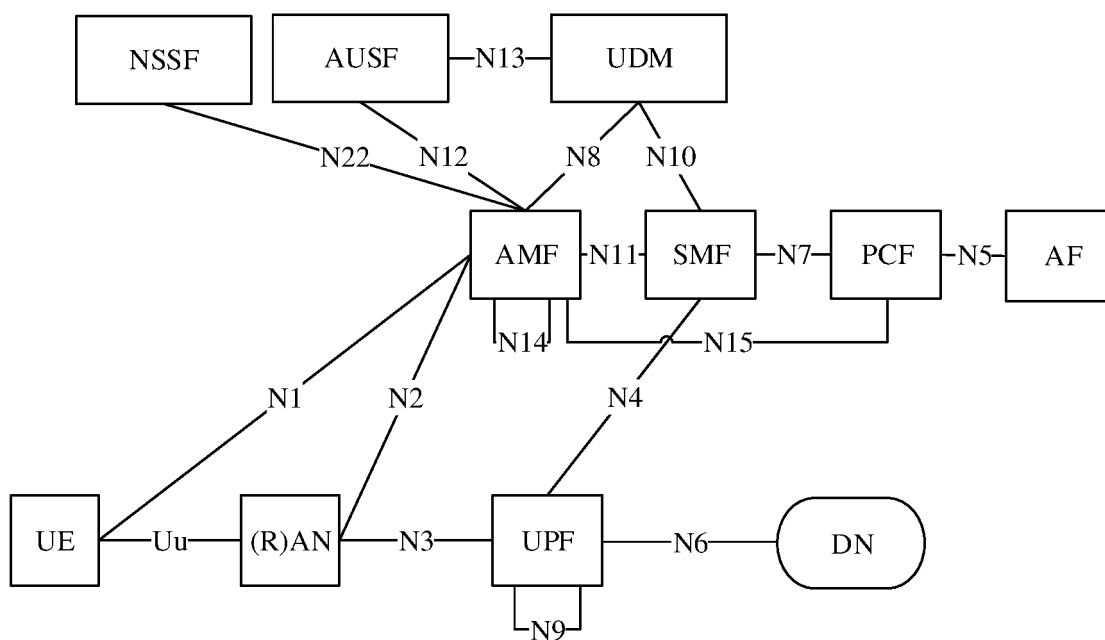 NSSF
AUSF
N13
UDM
N22
N12
N8
N10
AMF
N11
SMF
N7
PCF
N5
AF
N14
N15
N1
N2
N4
UE
Uu
(R)AN
N3
UPF
N6
DN
N9